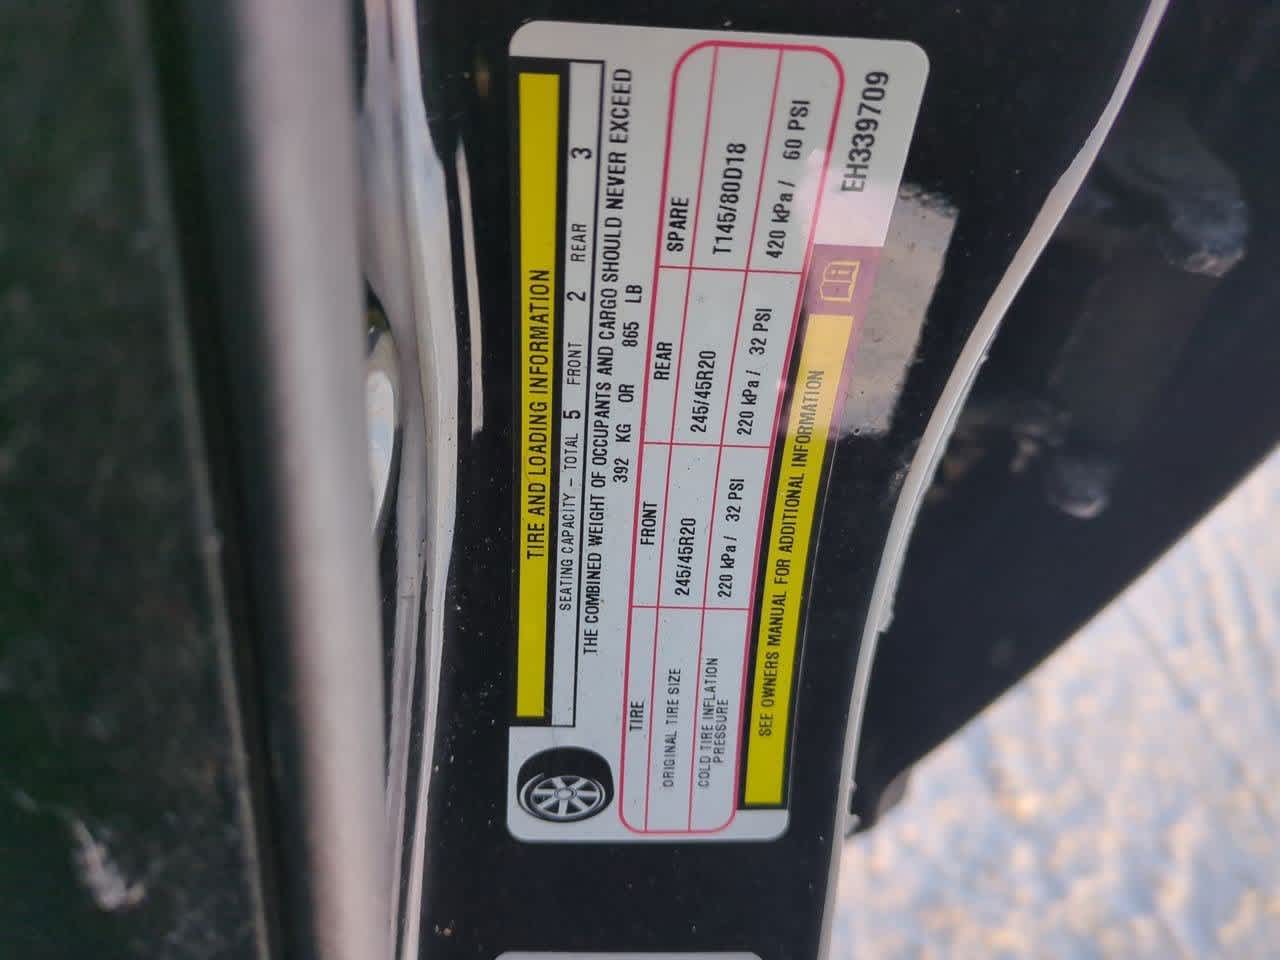 TIRE AND LOADING INFORMATION
SEATING CAPACITY – TOTAL 5 FRONT 2 REAR 3
THE COMBINED WEIGHT OF OCCUPANTS AND CARGO SHOULD NEVER EXCEED
392 KG OR 865 LB
TIRE FRONT REAR SPARE
ORIGINAL TIRE SIZE 245/45R20 245/45R20 T145/80D18
COLD TIRE INFLATION PRESSURE 220 kPa / 32 PSI 220 kPa / 32 PSI 420 kPa / 60 PSI
SEE OWNERS MANUAL FOR ADDITIONAL INFORMATION
EH339709